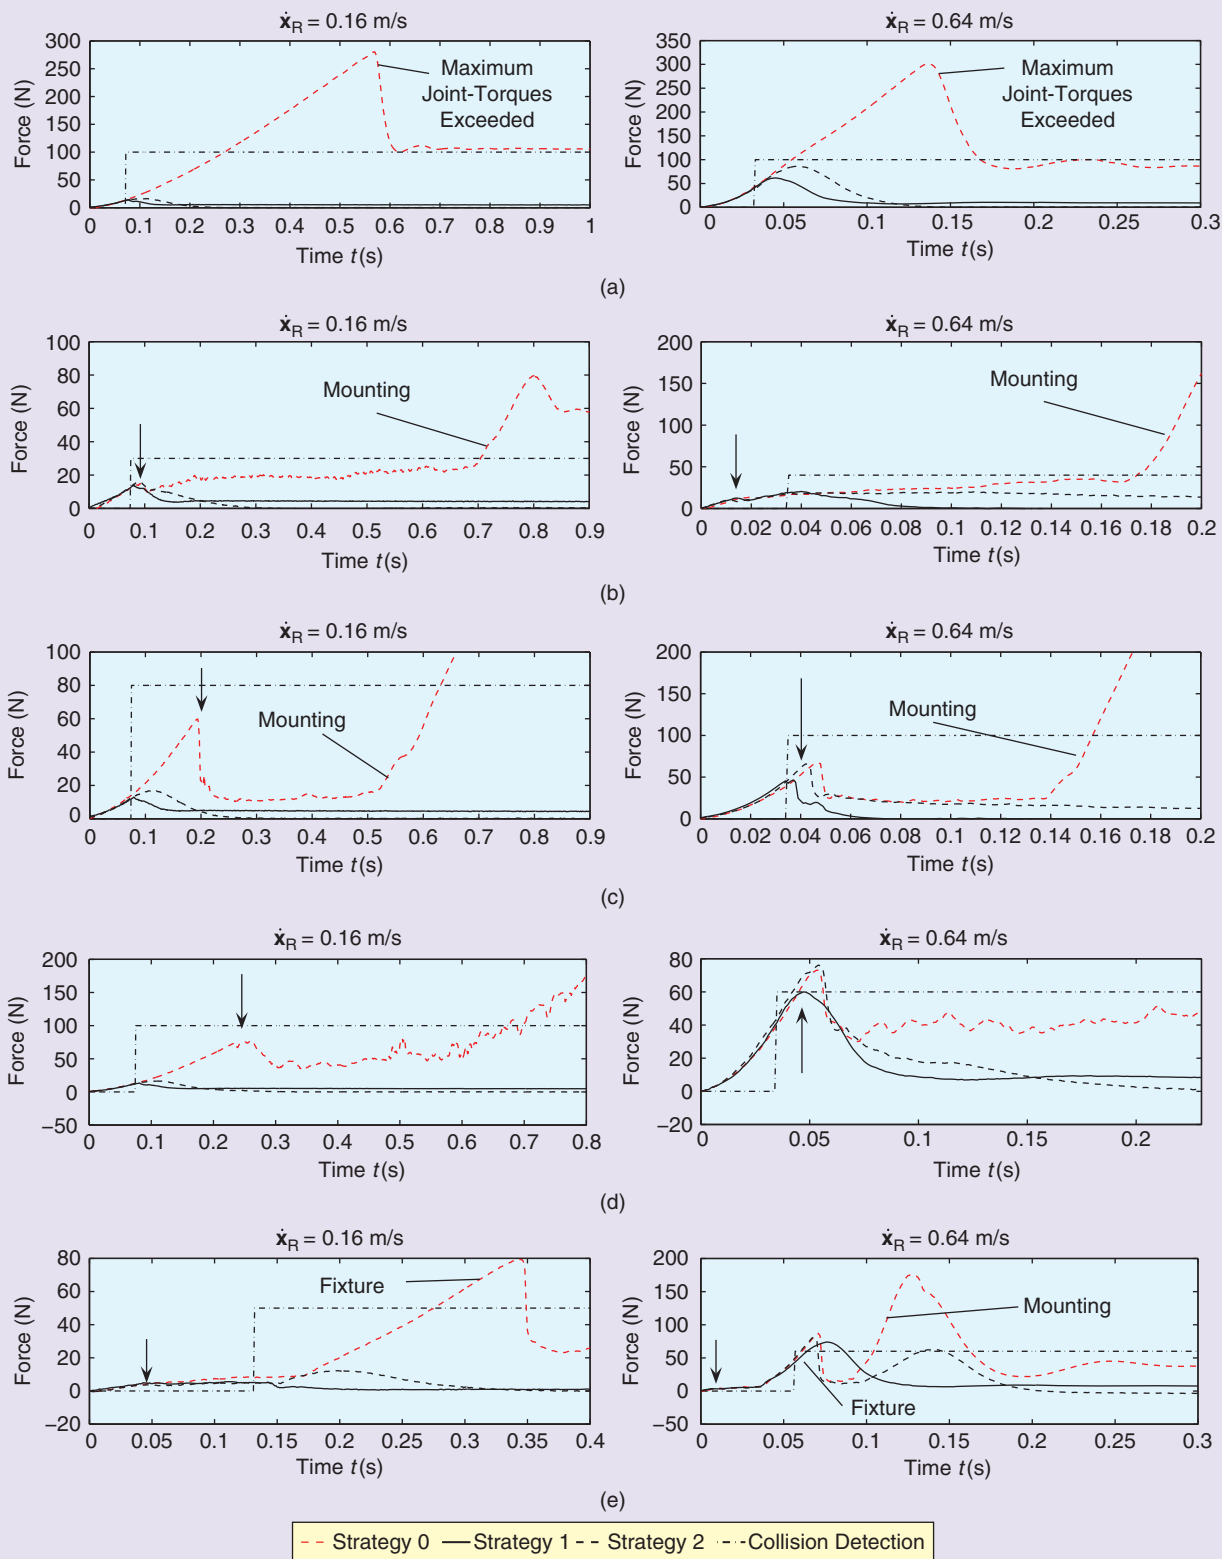 ẋR = 0.16 m/s
300
250
200
150
100
50
0
Force (N)
Maximum
Joint-Torques
Exceeded
0 0.1 0.2 0.3 0.4 0.5 0.6 0.7 0.8 0.9 1
Time t(s)
ẋR = 0.64 m/s
350
300
250
200
150
100
50
0
Force (N)
Maximum
Joint-Torques
Exceeded
0 0.05 0.1 0.15 0.2 0.25 0.3
Time t(s)
(a)
ẋR = 0.16 m/s
100
80
60
40
20
0
Force (N)
Mounting
0 0.1 0.2 0.3 0.4 0.5 0.6 0.7 0.8 0.9
Time t(s)
ẋR = 0.64 m/s
200
150
100
50
0
Force (N)
Mounting
0 0.02 0.04 0.06 0.08 0.1 0.12 0.14 0.16 0.18 0.2
Time t(s)
(b)
ẋR = 0.16 m/s
100
80
60
40
20
0
Force (N)
Mounting
0 0.1 0.2 0.3 0.4 0.5 0.6 0.7 0.8 0.9
Time t(s)
ẋR = 0.64 m/s
200
150
100
50
0
Force (N)
Mounting
0 0.02 0.04 0.06 0.08 0.1 0.12 0.14 0.16 0.18 0.2
Time t(s)
(c)
ẋR = 0.16 m/s
200
150
100
50
0
−50
Force (N)
0 0.1 0.2 0.3 0.4 0.5 0.6 0.7 0.8
Time t(s)
ẋR = 0.64 m/s
80
60
40
20
0
−20
Force (N)
0 0.05 0.1 0.15 0.2
Time t(s)
(d)
ẋR = 0.16 m/s
80
60
40
20
0
−20
Force (N)
Fixture
0 0.05 0.1 0.15 0.2 0.25 0.3 0.35 0.4
Time t(s)
ẋR = 0.64 m/s
200
150
100
50
0
−50
Force (N)
Mounting
Fixture
0 0.05 0.1 0.15 0.2 0.25 0.3
Time t(s)
(e)
Strategy 0 Strategy 1 Strategy 2 Collision Detection